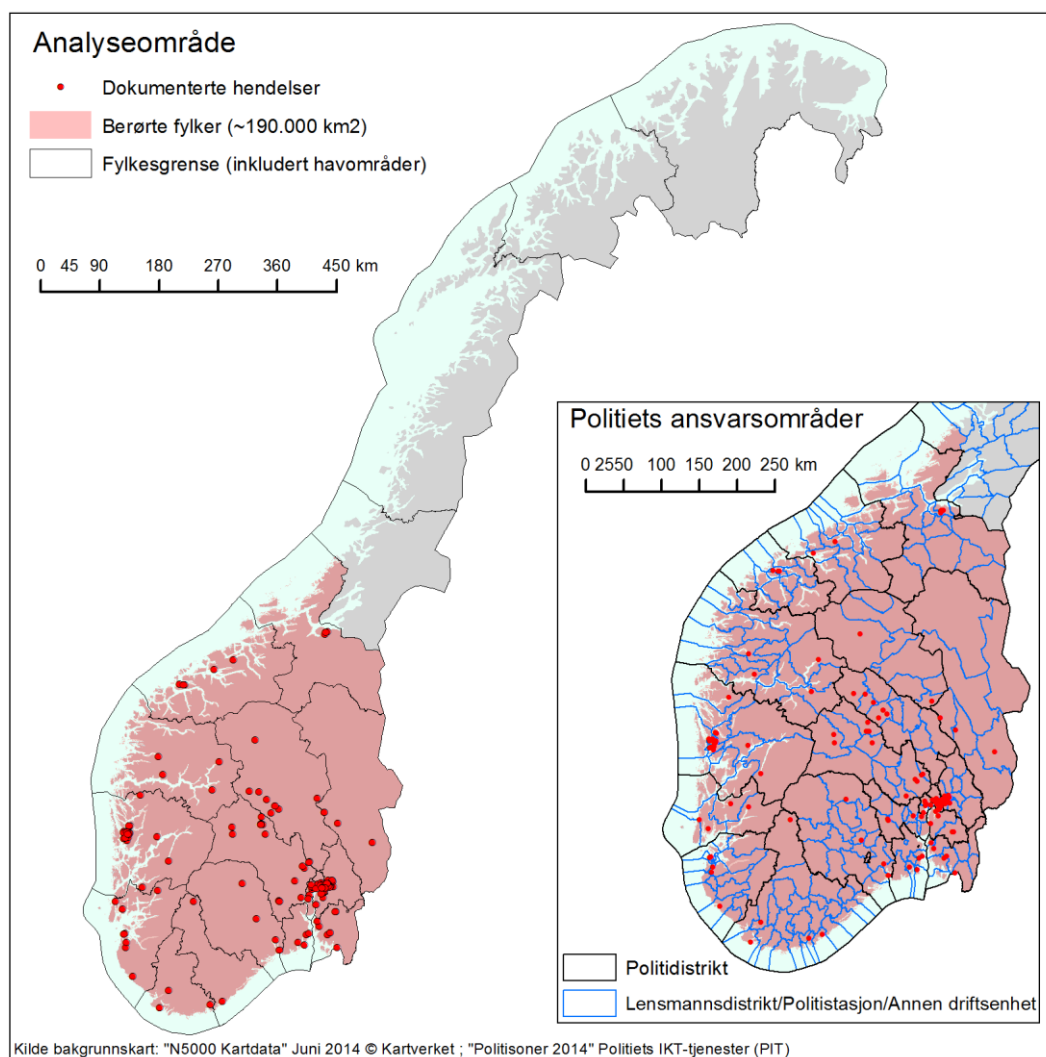 Analyseområde
Dokumenterte hendelser
Berørte fylker (~190.000 km2)
Fylkesgrense (inkludert havområder)
0 45 90 180 270 360 450 km
Politiets ansvarsområder
0 2550 100 150 200 250 km
Politidistrikt
Lensmannsdistrikt/Politistasjon/Annen driftsenhet
Kilde bakgrunnskart: "N5000 Kartdata" Juni 2014 © Kartverket ; "Politisoner 2014" Politiets IKT-tjenester (PIT)